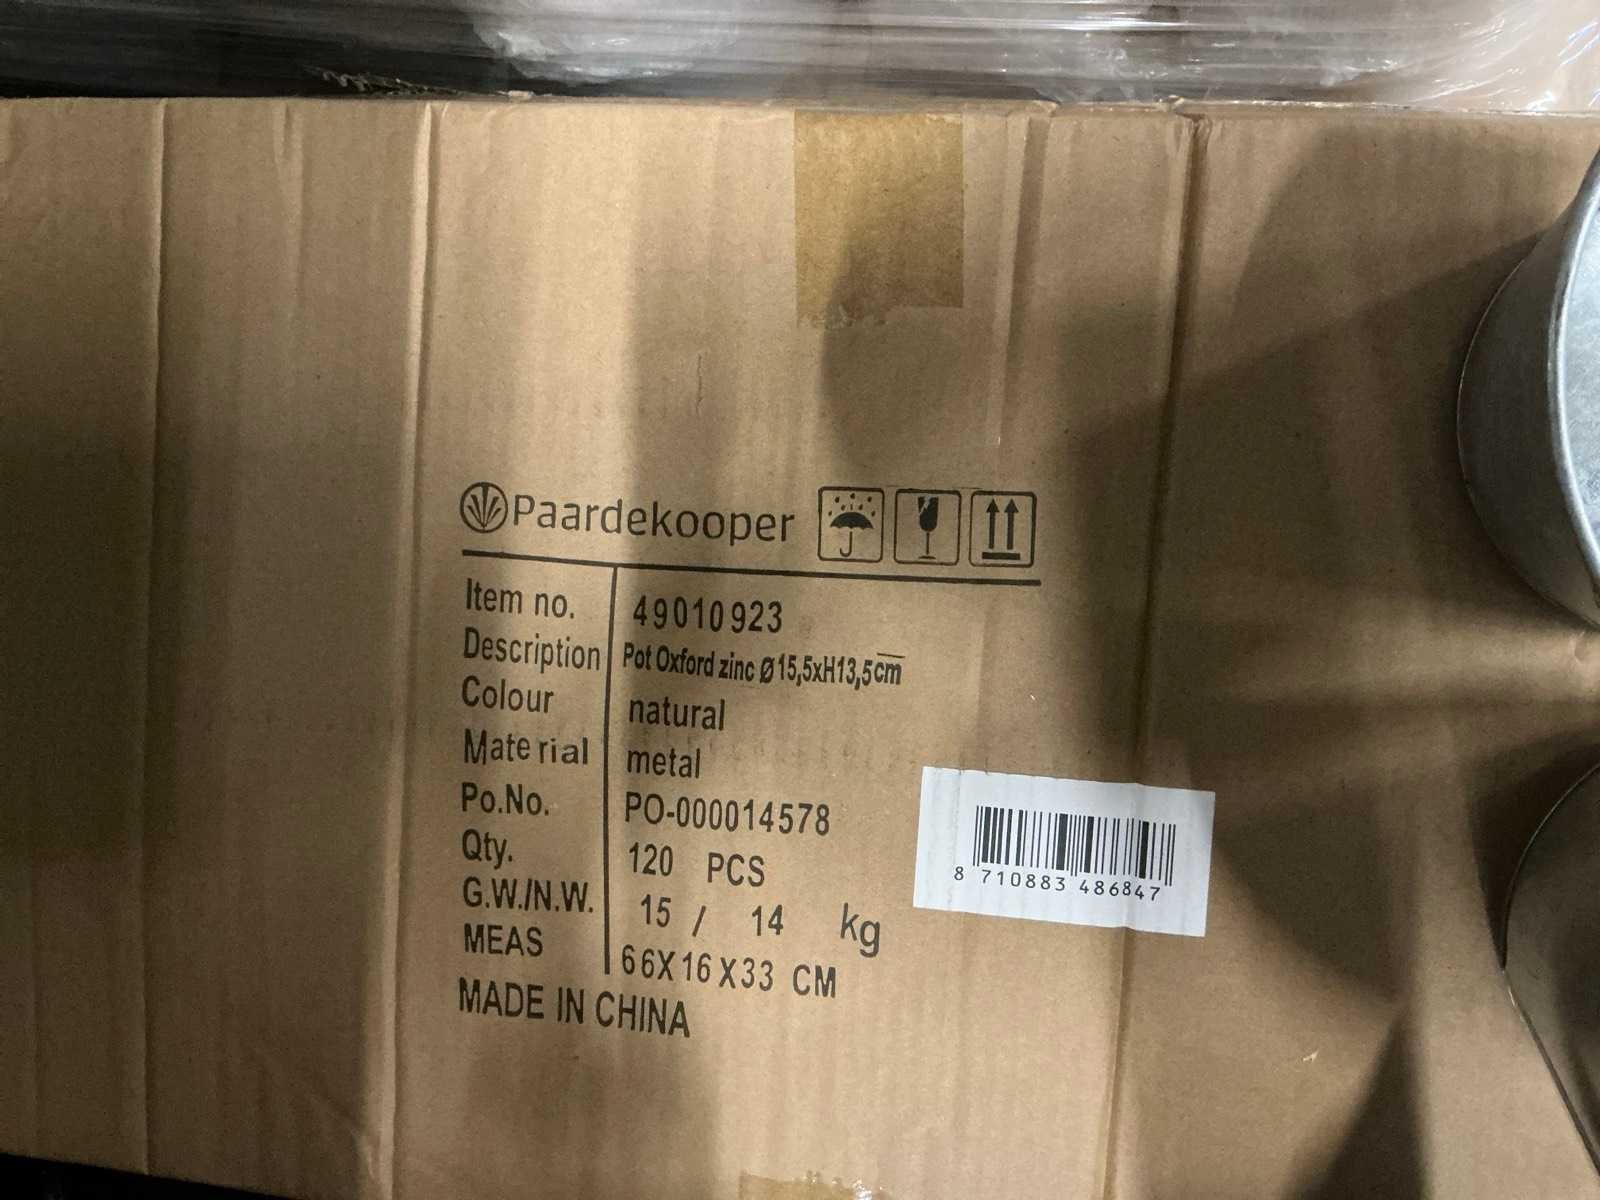 Paardekooper
Item no. 49010923
Description Pot Oxford zinc Ø15,5xH13,5cm
Colour natural
Material metal
Po.No. PO-000014578
Qty. 120 PCS
G.W./N.W. 15 / 14 kg
MEAS 66X16X33 CM
MADE IN CHINA
8 710883 486847